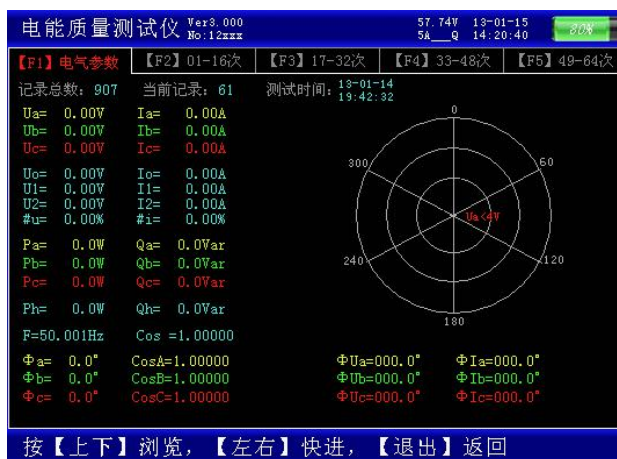 电能质量测试仪 Ver3.000 No:12xxx 57.74V 13-01-15 5A__Q 14:20:40 80%
【F1】电气参数 【F2】01-16次 【F3】17-32次 【F4】33-48次 【F5】49-64次
记录总数: 907 当前记录: 61 测试时间: 13-01-14 19:42:32
Ua= 0.00V Ia= 0.00A
Ub= 0.00V Ib= 0.00A
Uc= 0.00V Ic= 0.00A
Uo= 0.00V Io= 0.00A
U1= 0.00V I1= 0.00A
U2= 0.00V I2= 0.00A
#u= 0.00% #i= 0.00%
Pa= 0.0W Qa= 0.0Var
Pb= 0.0W Qb= 0.0Var
Pc= 0.0W Qc= 0.0Var
Ph= 0.0W Qh= 0.0Var
F=50.001Hz Cos =1.00000
Φa= 0.0° CosA=1.00000
Φb= 0.0° CosB=1.00000
Φc= 0.0° CosC=1.00000
0
300 60
Ua<4V
240 120
180
ΦUa=000.0° ΦIa=000.0°
ΦUb=000.0° ΦIb=000.0°
ΦUc=000.0° ΦIc=000.0°
按【上下】浏览，【左右】快进，【退出】返回